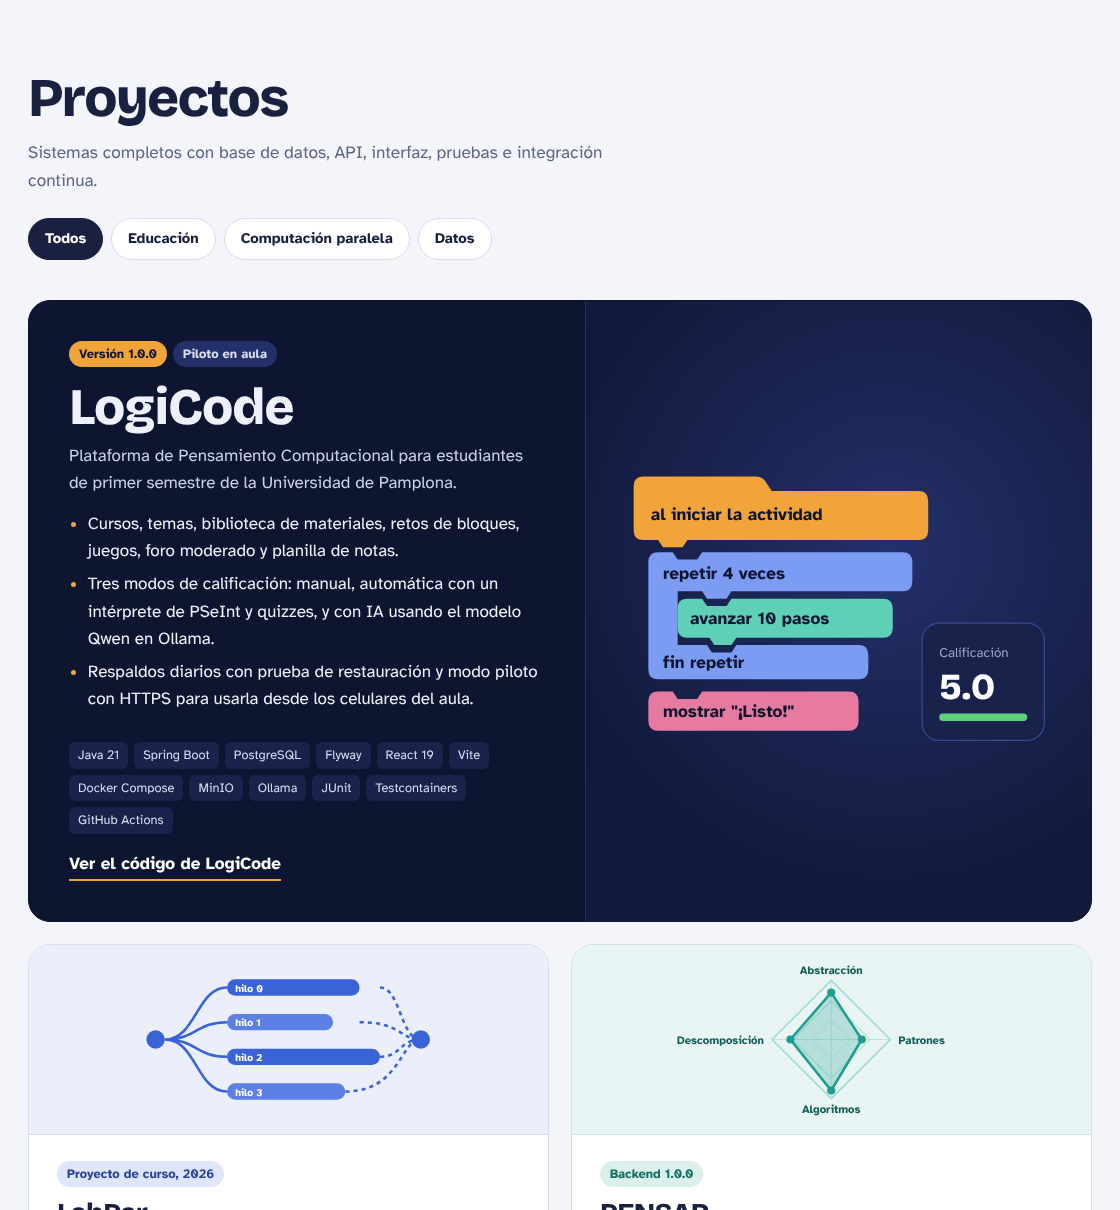 Proyectos
Sistemas completos con base de datos, API, interfaz, pruebas e integración
continua.
Todos
Educación
Computación paralela
Datos
Versión 1.0.0
Piloto en aula
LogiCode
Plataforma de Pensamiento Computacional para estudiantes
de primer semestre de la Universidad de Pamplona.
Cursos, temas, biblioteca de materiales, retos de bloques,
juegos, foro moderado y planilla de notas.
Tres modos de calificación: manual, automática con un
intérprete de PSeInt y quizzes, y con IA usando el modelo
Qwen en Ollama.
Respaldos diarios con prueba de restauración y modo piloto
con HTTPS para usarla desde los celulares del aula.
Java 21
Spring Boot
PostgreSQL
Flyway
React 19
Vite
Docker Compose
MinIO
Ollama
JUnit
Testcontainers
GitHub Actions
Ver el código de LogiCode
al iniciar la actividad
repetir 4 veces
avanzar 10 pasos
fin repetir
mostrar "¡Listo!"
Calificación
5.0
hilo 0
hilo 1
hilo 2
hilo 3
Proyecto de curso, 2026
LabPar
Abstracción
Descomposición
Patrones
Algoritmos
Backend 1.0.0
PENSAR